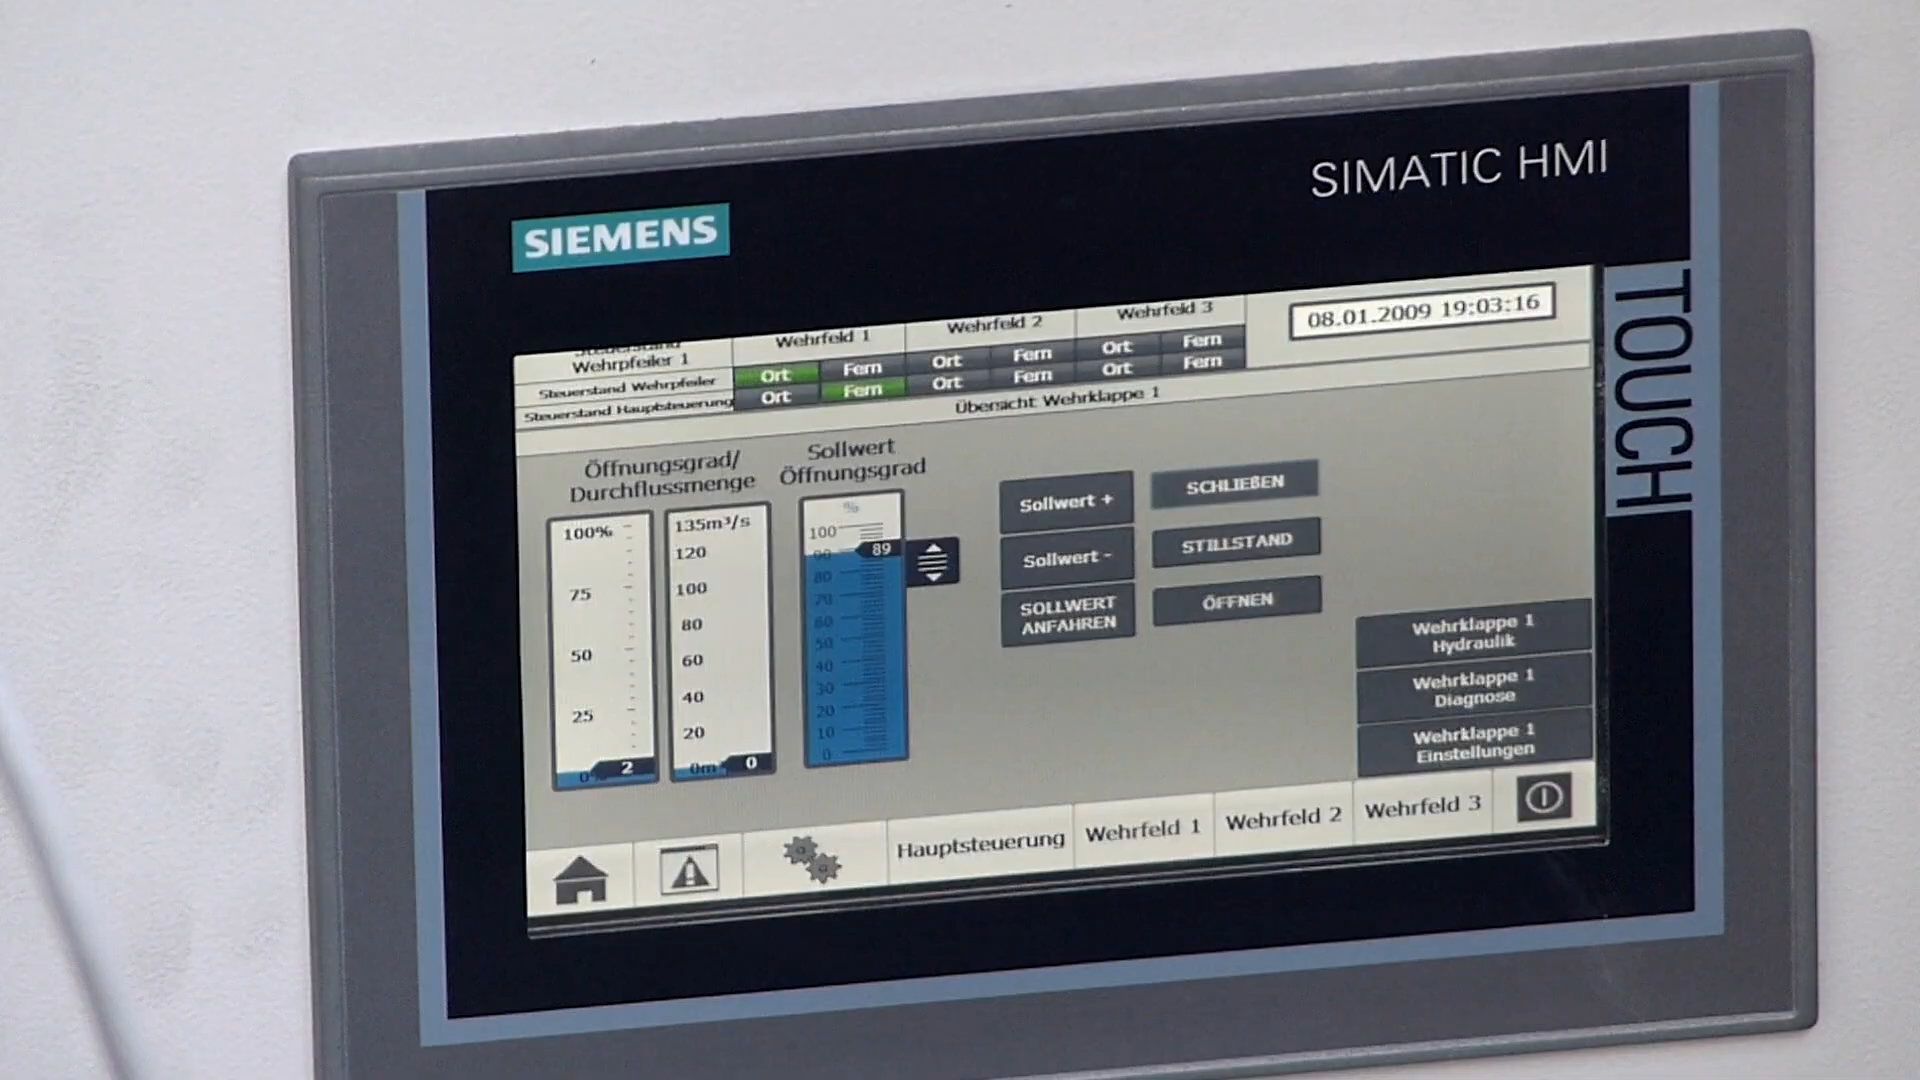 SIMATIC HMI
SIEMENS
TOUCH
Steuerstand
Wehrpfeiler 1
Wehrfeld 1
Wehrfeld 2
Wehrfeld 3
08.01.2009 19:03:16
Steuerstand Wehrpfeiler
Ort Fern Ort Fern Ort Fern
Steuerstand Hauptsteuerung
Ort Fern Ort Fern Ort Fern
Übersicht Wehrklappe 1
Öffnungsgrad/
Durchflussmenge
100%
75
50
25
0%
2
135m³/s
120
100
80
60
40
20
0m
0
Sollwert
Öffnungsgrad
%
100
90
80
70
60
50
40
30
20
10
0
89
Sollwert +
Sollwert -
SOLLWERT
ANFAHREN
SCHLIEßEN
STILLSTAND
ÖFFNEN
Wehrklappe 1
Hydraulik
Wehrklappe 1
Diagnose
Wehrklappe 1
Einstellungen
Hauptsteuerung
Wehrfeld 1
Wehrfeld 2
Wehrfeld 3